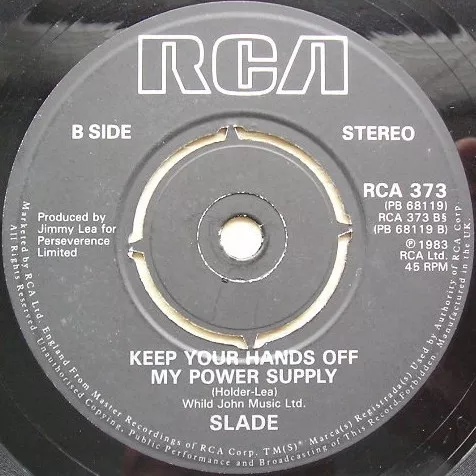 RCA
B SIDE
STEREO
RCA 373
(PB 68119)
RCA 373 B
(PB 68119 B)
℗ 1983
RCA Ltd.
45 RPM
Produced by
Jimmy Lea for
Perseverence
Limited
KEEP YOUR HANDS OFF
MY POWER SUPPLY
(Holder-Lea)
Whild John Music Ltd.
SLADE
Marketed by RCA Ltd. England From Master Recordings of RCA Corp. TM(S)® Marca(s) Registrada(s) Used by Authority of RCA Corp
All Rights Reserved. Unauthorised Copying, Public Performance and Broadcasting of This Record Forbidden. Manufactured in the UK.